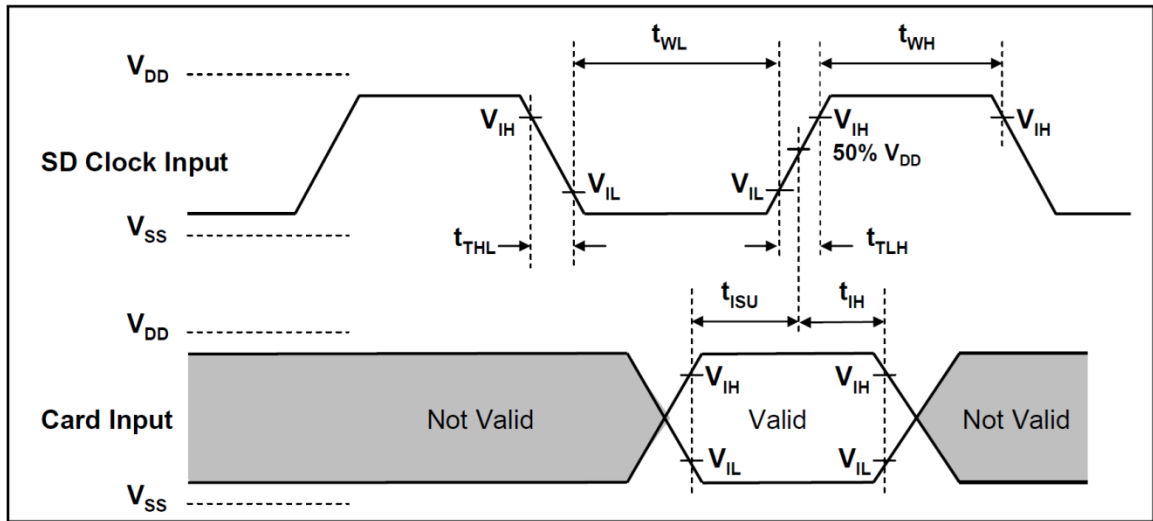 tWL
tWH
VDD
VIH
VIH
VIH
50% VDD
SD Clock Input
VIL
VIL
VSS
tTHL
tTLH
tISU
tIH
VDD
VIH
VIH
Card Input
Not Valid
Valid
Not Valid
VIL
VIL
VSS